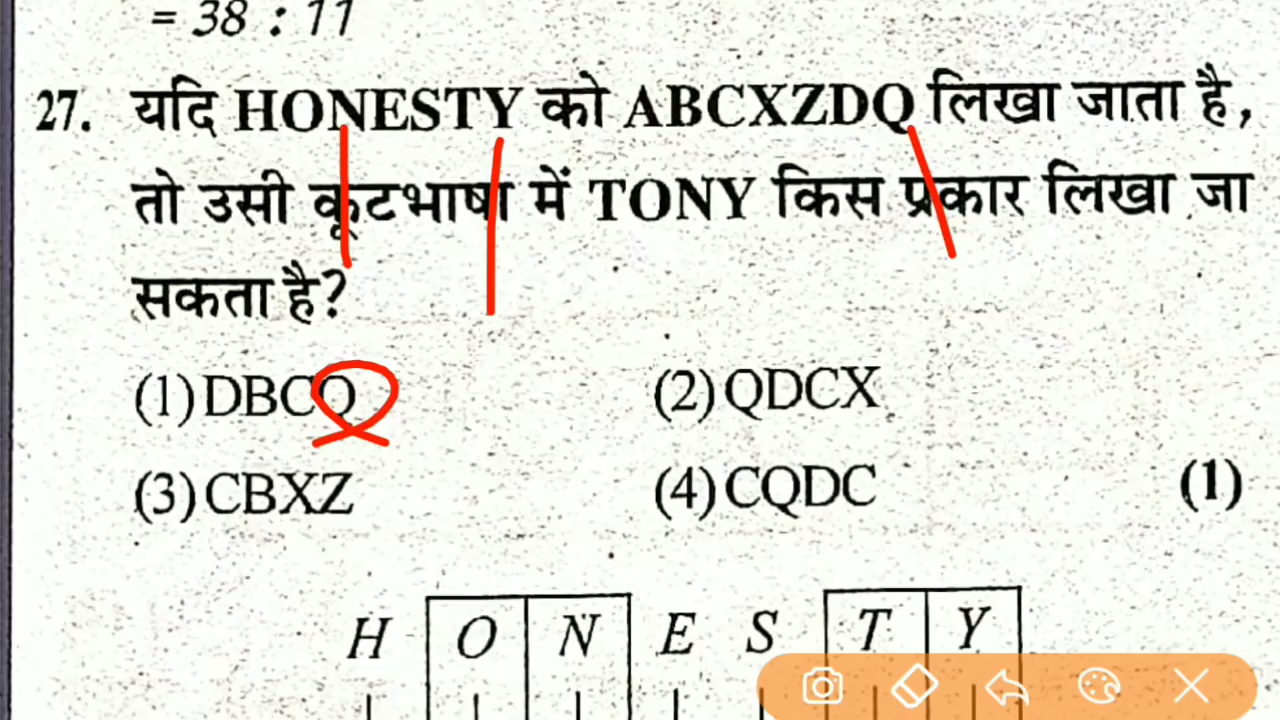 = 38 : 11
27. यदि HONESTY को ABCXZDQ लिखा जाता है,
तो उसी कूटभाषा में TONY किस प्रकार लिखा जा
सकता है?
(1) DBCQ (2) QDCX
(3) CBXZ (4) CQDC (1)
H O N E S T Y